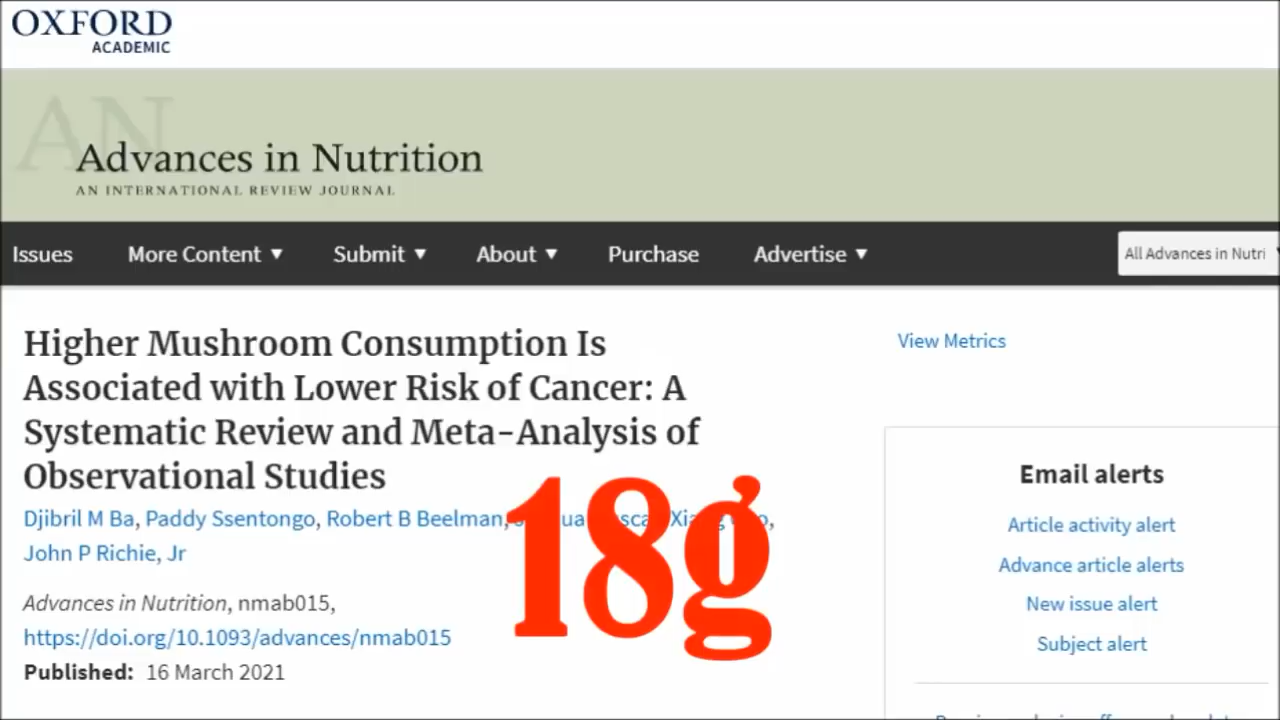 OXFORD
ACADEMIC
AN
Advances in Nutrition
AN INTERNATIONAL REVIEW JOURNAL
Issues More Content ▼ Submit ▼ About ▼ Purchase Advertise ▼ All Advances in Nutri
Higher Mushroom Consumption Is
Associated with Lower Risk of Cancer: A
Systematic Review and Meta-Analysis of
Observational Studies
Djibril M Ba, Paddy Ssentongo, Robert B Beelman,
John P Richie, Jr
18g
Advances in Nutrition, nmab015,
https://doi.org/10.1093/advances/nmab015
Published: 16 March 2021
View Metrics
Email alerts
Article activity alert
Advance article alerts
New issue alert
Subject alert